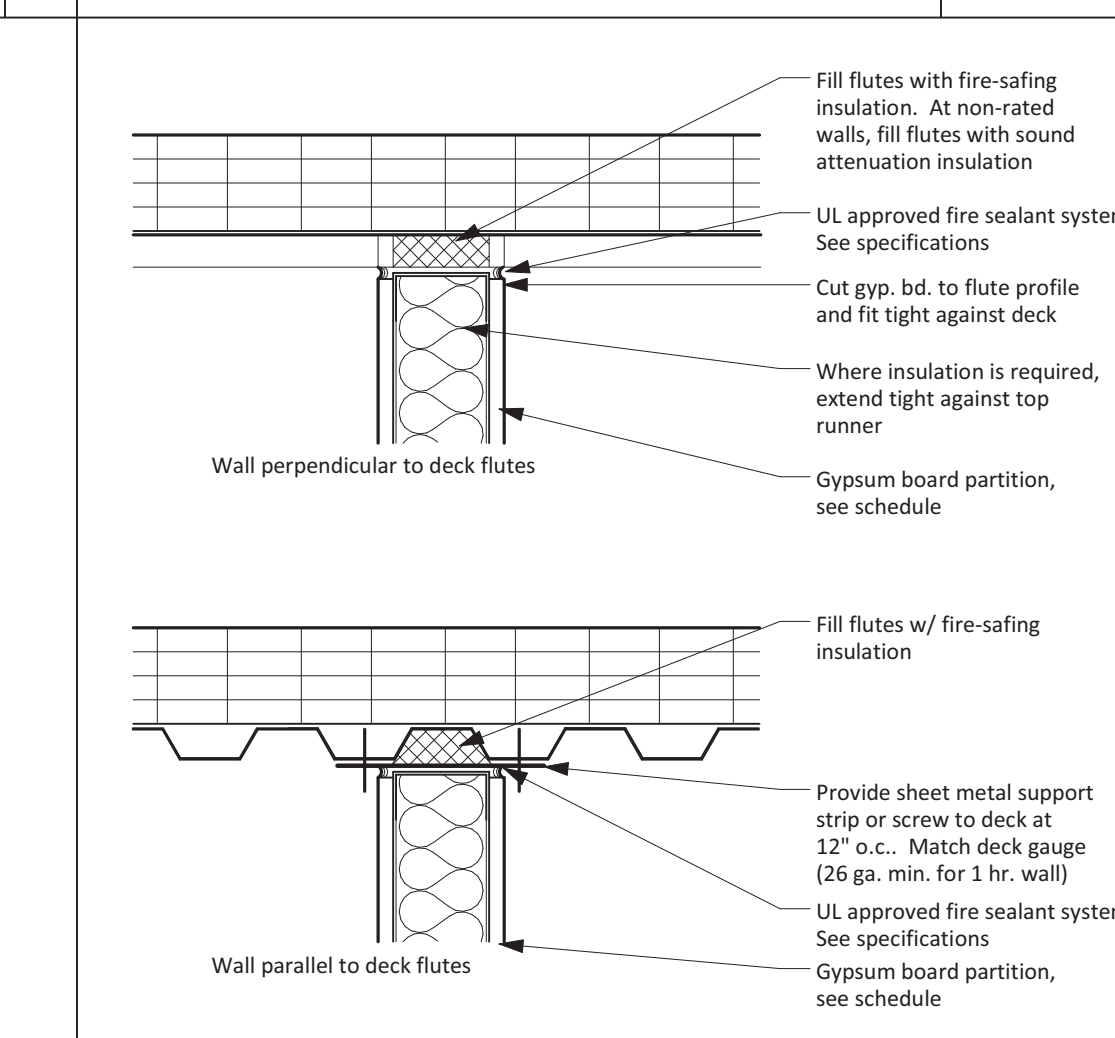 Fill flutes with fire-safing
insulation.  At non-rated
walls, fill flutes with sound
attenuation insulation
UL approved fire sealant
See specifications
Cut gyp. bd. to flute profile
and fit tight against deck
Where insulation is required,
extend tight against top
runner
Wall perpendicular to deck flutes
Gypsum board partition,
see schedule
Fill flutes w/ fire-safing
insulation
Provide sheet metal support
strip or screw to deck at
12" o.c..  Match deck gauge
(26 ga. min. for 1 hr. wall)
UL approved fire sealant
See specifications
Wall parallel to deck flutes
Gypsum board partition,
see schedule